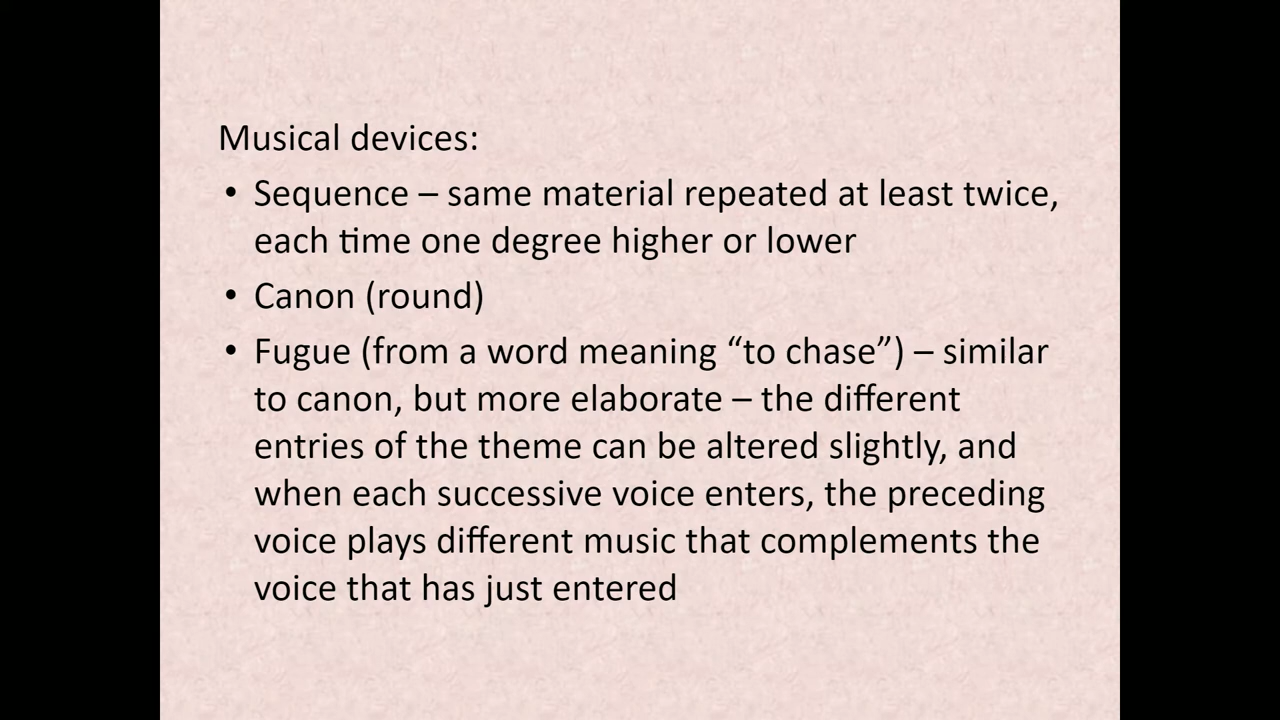 Musical devices:
• Sequence – same material repeated at least twice,
each time one degree higher or lower
• Canon (round)
• Fugue (from a word meaning “to chase”) – similar
to canon, but more elaborate – the different
entries of the theme can be altered slightly, and
when each successive voice enters, the preceding
voice plays different music that complements the
voice that has just entered